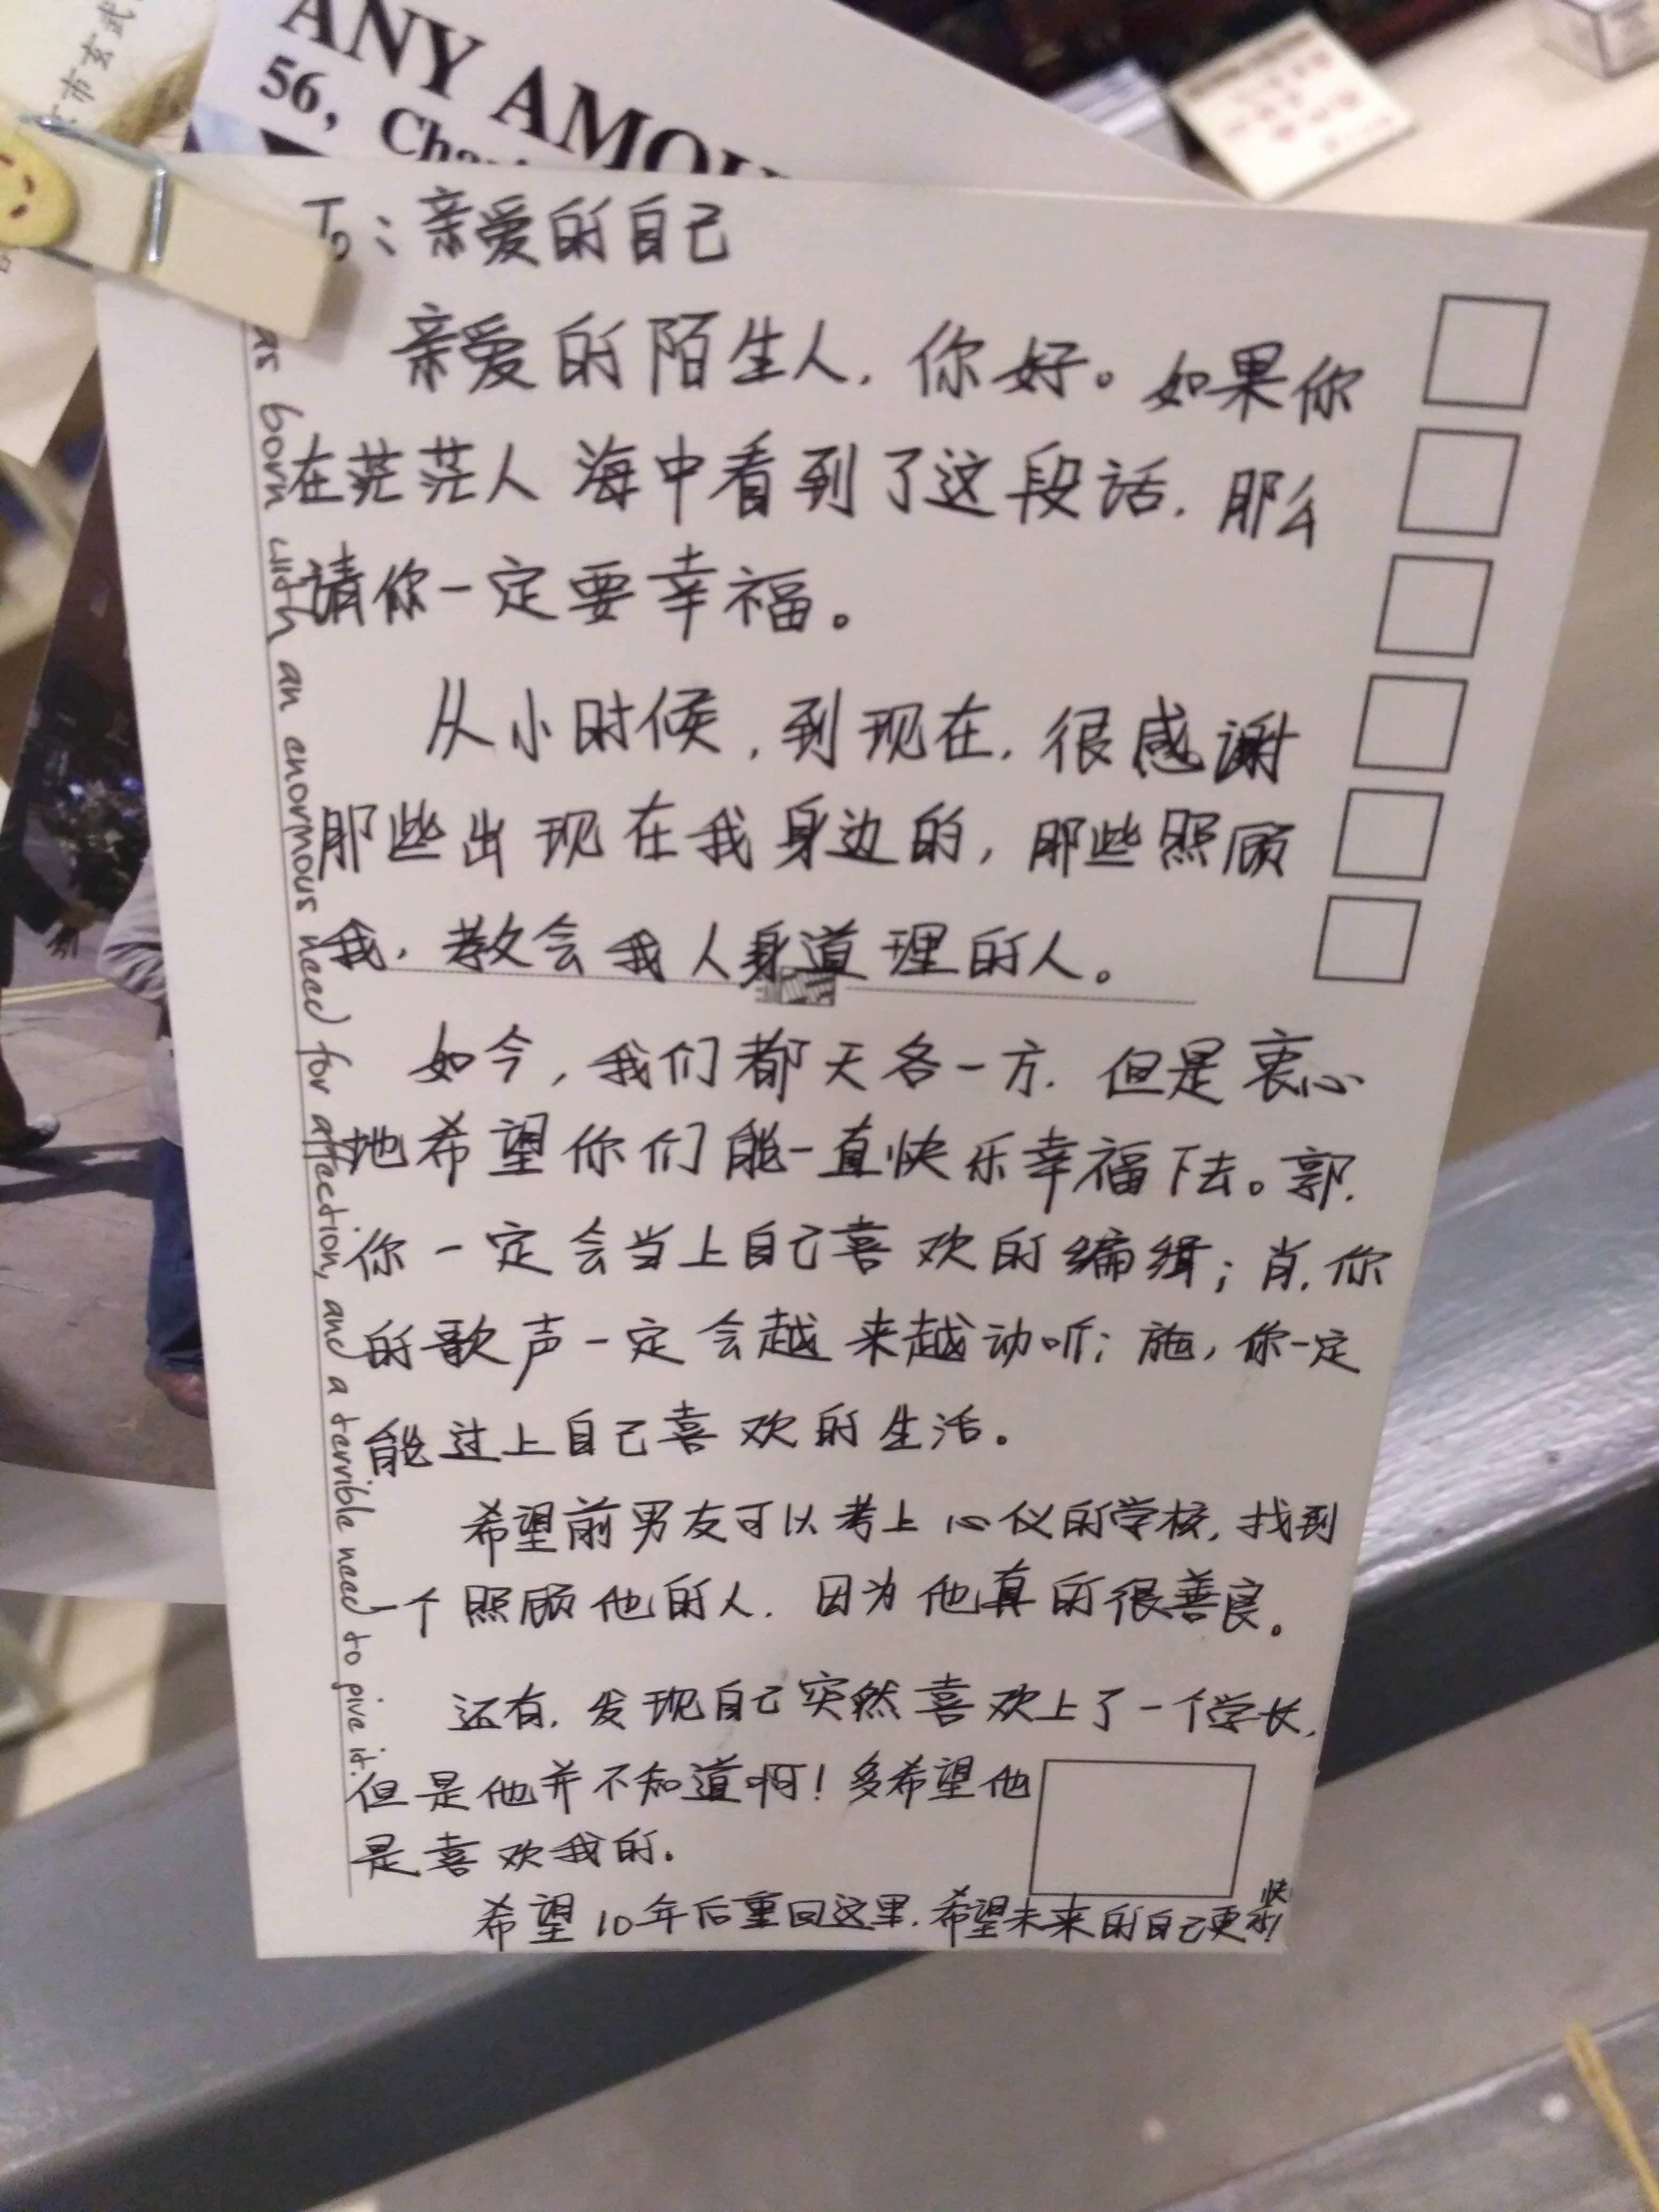 市玄武
ANY AMOU
56, Cha
To：亲爱的自己
亲爱的陌生人，你好。如果你
在茫茫人海中看到了这段话，那么
请你一定要幸福。
从小时候，到现在，很感谢
那些出现在我身边的，那些照顾
我，教会我人身道理的人。
如今，我们都天各一方，但是衷心
地希望你们能一直快乐幸福下去。郭，
你一定会当上自己喜欢的编缉；肖，你
的歌声一定会越来越动听；施，你一定
能过上自己喜欢的生活。
希望前男友可以考上心仪的学校，找到
一个照顾他的人，因为他真的很善良。
还有，发现自己突然喜欢上了一个学长，
但是他并不知道啊！多希望他
是喜欢我的。
希望10年后重回这里，希望未来的自己更快乐！
as born with an enormous need for affection, and a terrible need to give it.